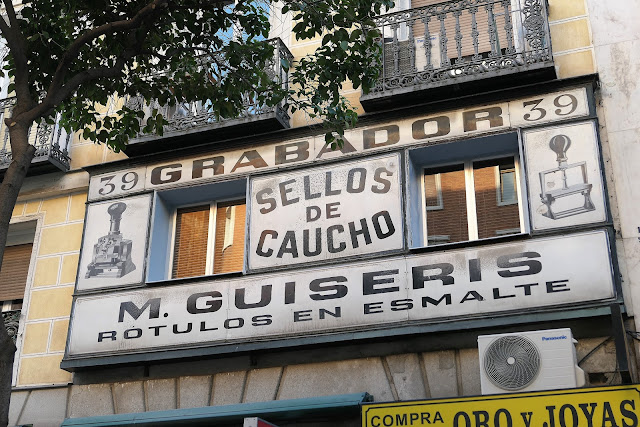 39 GRABADOR 39
SELLOS
DE
CAUCHO
M. GUISERIS
RÓTULOS EN ESMALTE
Panasonic
COMPRA ORO Y JOYAS